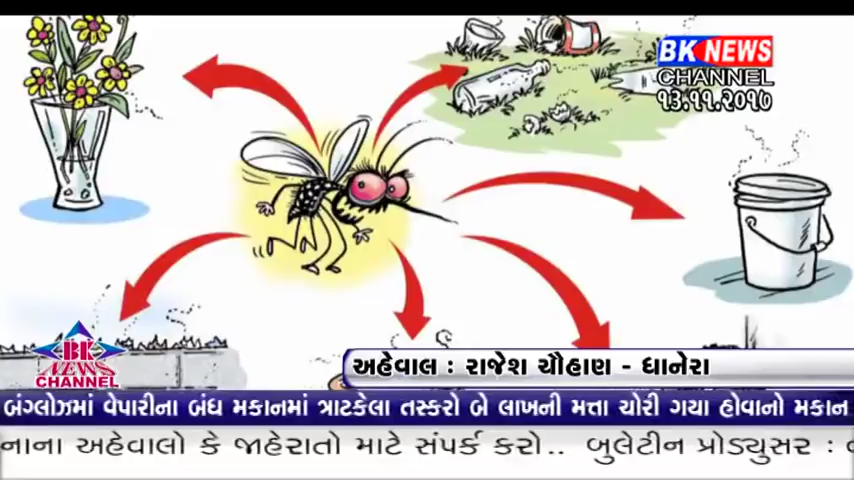 BK NEWS
CHANNEL
૧૩.૧૧.૨૦૧૭
BK
NEWS
CHANNEL
અહેવાલ : રાજેશ ચૌહાણ - ધાનેરા
બંગ્લોઝમાં વેપારીના બંધ મકાનમાં ત્રાટકેલા તસ્કરો બે લાખની મત્તા ચોરી ગયા હોવાનો મકાન
નાના અહેવાલો કે જાહેરાતો માટે સંપર્ક કરો.. બુલેટીન પ્રોડ્યુસર :